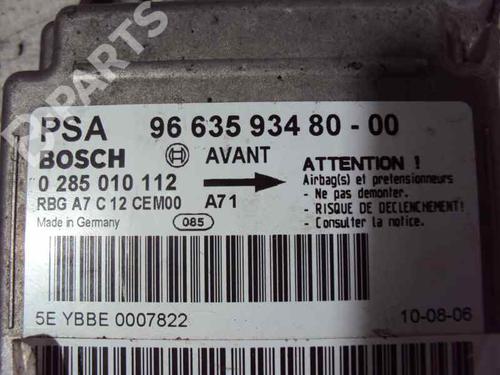 PSA 96 635 934 80-00
BOSCH AVANT
0 285 010 112
RBG A7 C 12 CEM00 A71
Made in Germany 085
ATTENTION !
Airbag(s) et pretensionneurs
- Ne pas demonter.
- RISQUE DE DECLENCHEMENT!
- Consulter la notice.
5E YBBE 0007822 10-08-06